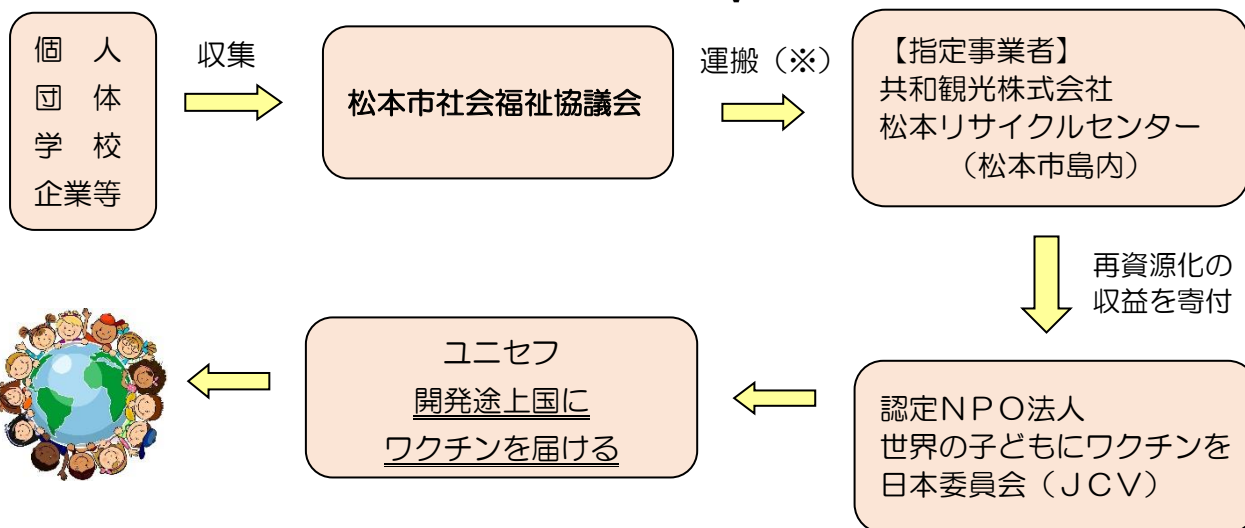 個　人
団　体
学　校
企業等
収集
松本市社会福祉協議会
運搬（※）
【指定事業者】
共和観光株式会社
松本リサイクルセンター
（松本市島内）
再資源化の
収益を寄付
認定ＮＰＯ法人
世界の子どもにワクチンを
日本委員会（ＪＣＶ）
ユニセフ
開発途上国に
ワクチンを届ける